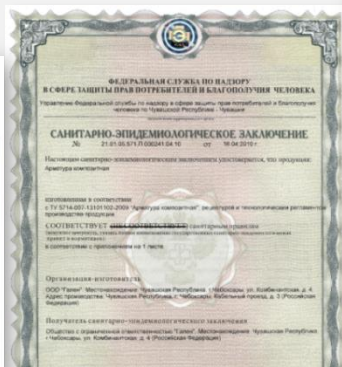 ФЕДЕРАЛЬНАЯ СЛУЖБА ПО НАДЗОРУ
В СФЕРЕ ЗАЩИТЫ ПРАВ ПОТРЕБИТЕЛЕЙ И БЛАГОПОЛУЧИЯ ЧЕЛОВЕКА
Управление Федеральной службы по надзору в сфере защиты прав потребителей и благополучия
человека по Чувашской Республике - Чувашии
САНИТАРНО-ЭПИДЕМИОЛОГИЧЕСКОЕ ЗАКЛЮЧЕНИЕ
№ 21.01.03.571.П.000241.04.10 от 16.04.2010 г.
Настоящим санитарно-эпидемиологическим заключением удостоверяется, что продукция:
Арматура композитная
изготовленная в соответствии
с ТУ 5714-007-13101102-2009 "Арматура композитная", рецептурой и технологическим регламентом
производства продукции
СООТВЕТСТВУЕТ санитарным правилам
в соответствии с приложением на 1 листе.
Организация-изготовитель
ООО "Гален". Местонахождение: Чувашская Республика, г. Чебоксары, ул. Комбинатская, д. 4.
Адрес производства: Чувашская Республика, г. Чебоксары, Кабельный проезд, д. 3 (Российская
Федерация)
Получатель санитарно-эпидемиологического заключения
Общество с ограниченной ответственностью "Гален". Местонахождение: Чувашская Республика,
г. Чебоксары, ул. Комбинатская, д. 4 (Российская Федерация)